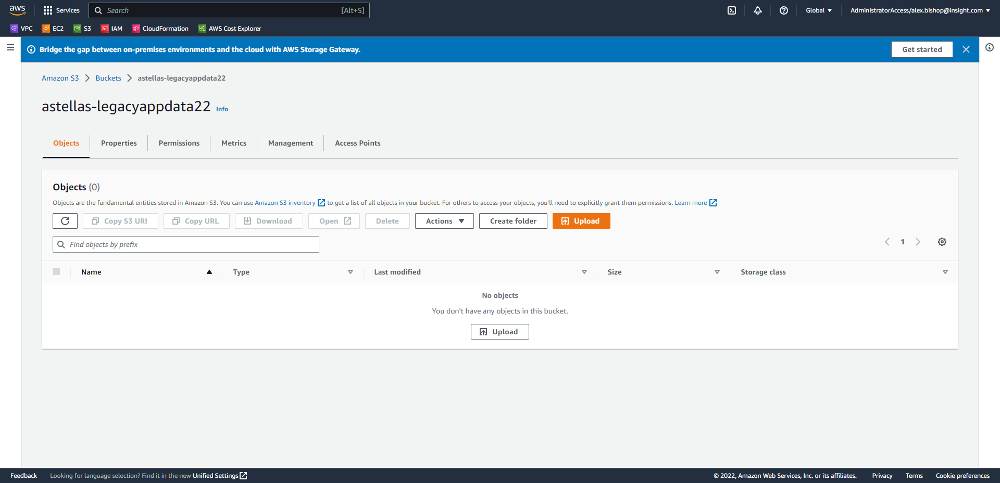 aws Services Search [Alt+S] Global AdministratorAccess/alex.bishop@insight.com
VPC EC2 S3 IAM CloudFormation AWS Cost Explorer
Bridge the gap between on-premises environments and the cloud with AWS Storage Gateway. Get started
Amazon S3 Buckets astellas-legacyappdata22
astellas-legacyappdata22 Info
Objects Properties Permissions Metrics Management Access Points
Objects (0)
Objects are the fundamental entities stored in Amazon S3. You can use Amazon S3 inventory to get a list of all objects in your bucket. For others to access your objects, you'll need to explicitly grant them permissions. Learn more
Copy S3 URI Copy URL Download Open Delete Actions Create folder Upload
Find objects by prefix 1
Name Type Last modified Size Storage class
No objects
You don't have any objects in this bucket.
Upload
Feedback Looking for language selection? Find it in the new Unified Settings © 2022, Amazon Web Services, Inc. or its affiliates. Privacy Terms Cookie preferences